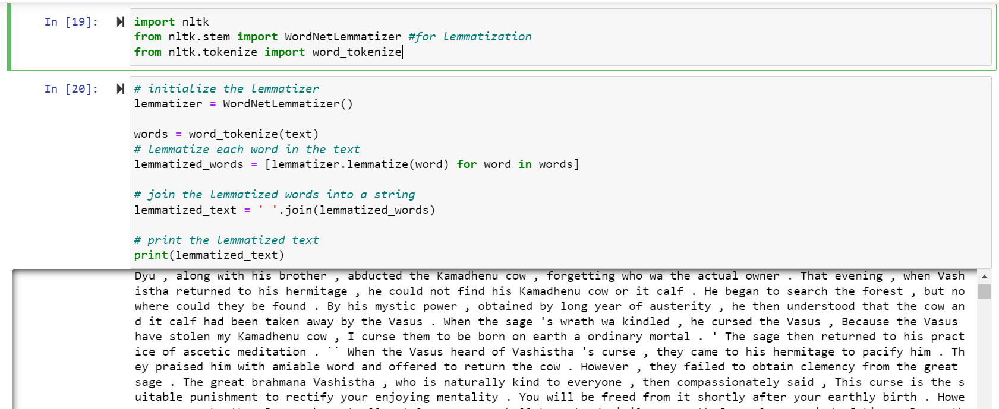 In [19]:
import nltk
from nltk.stem import WordNetLemmatizer #for lemmatization
from nltk.tokenize import word_tokenize
In [20]:
# initialize the lemmatizer
lemmatizer = WordNetLemmatizer()
words = word_tokenize(text)
# lemmatize each word in the text
lemmatized_words = [lemmatizer.lemmatize(word) for word in words]
# join the lemmatized words into a string
lemmatized_text = ' '.join(lemmatized_words)
# print the lemmatized text
print(lemmatized_text)
Dyu , along with his brother , abducted the Kamadhenu cow , forgetting who wa the actual owner . That evening , when Vash
istha returned to his hermitage , he could not find his Kamadhenu cow or it calf . He began to search the forest , but no
where could they be found . By his mystic power , obtained by long year of austerity , he then understood that the cow an
d it calf had been taken away by the Vasus . When the sage 's wrath wa kindled , he cursed the Vasus , Because the Vasus
have stolen my Kamadhenu cow , I curse them to be born on earth a ordinary mortal . ' The sage then returned to his pract
ice of ascetic meditation . `` When the Vasus heard of Vashistha 's curse , they came to his hermitage to pacify him . Th
ey praised him with amiable word and offered to return the cow . However , they failed to obtain clemency from the great
sage . The great brahmana Vashistha , who is naturally kind to everyone , then compassionately said , This curse is the s
uitable punishment to rectify your enjoying mentality . You will be freed from it shortly after your earthly birth . Howe